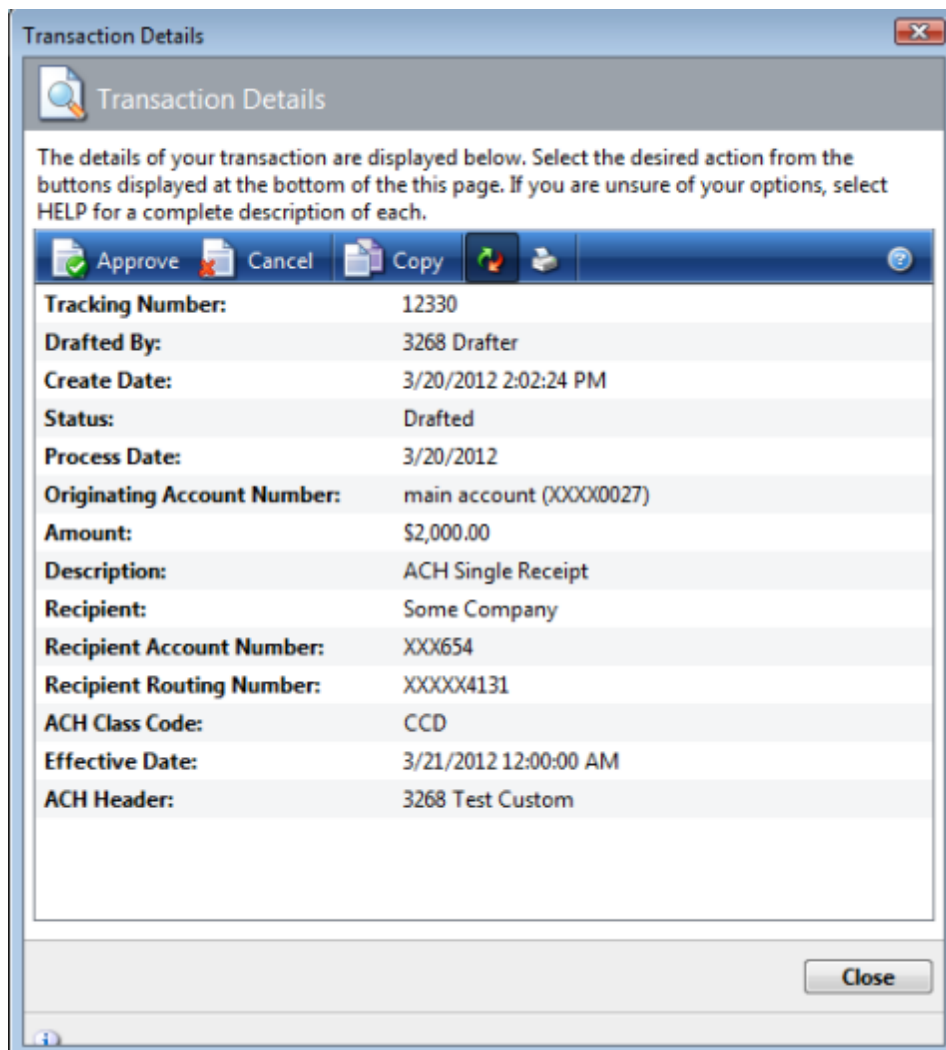 Transaction Details
Transaction Details
The details of your transaction are displayed below. Select the desired action from the
buttons displayed at the bottom of the this page. If you are unsure of your options, select
HELP for a complete description of each.
Approve Cancel Copy
Tracking Number: 12330
Drafted By: 3268 Drafter
Create Date: 3/20/2012 2:02:24 PM
Status: Drafted
Process Date: 3/20/2012
Originating Account Number: main account (XXXX0027)
Amount: $2,000.00
Description: ACH Single Receipt
Recipient: Some Company
Recipient Account Number: XXX654
Recipient Routing Number: XXXXX4131
ACH Class Code: CCD
Effective Date: 3/21/2012 12:00:00 AM
ACH Header: 3268 Test Custom
Close